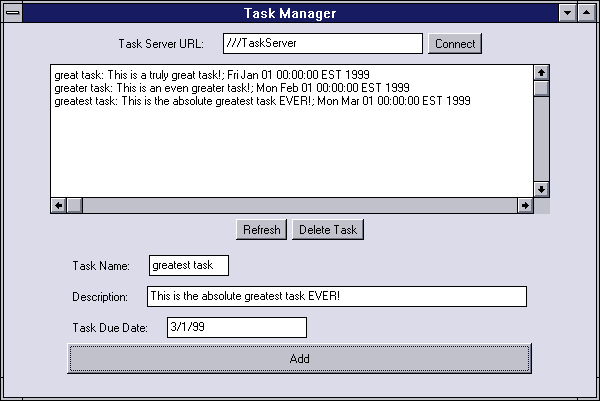 Task Manager
Task Server URL: ///TaskServer Connect
great task: This is a truly great task!; Fri Jan 01 00:00:00 EST 1999
greater task: This is an even greater task!; Mon Feb 01 00:00:00 EST 1999
greatest task: This is the absolute greatest task EVER!; Mon Mar 01 00:00:00 EST 1999
Refresh Delete Task
Task Name: greatest task
Description: This is the absolute greatest task EVER!
Task Due Date: 3/1/99
Add